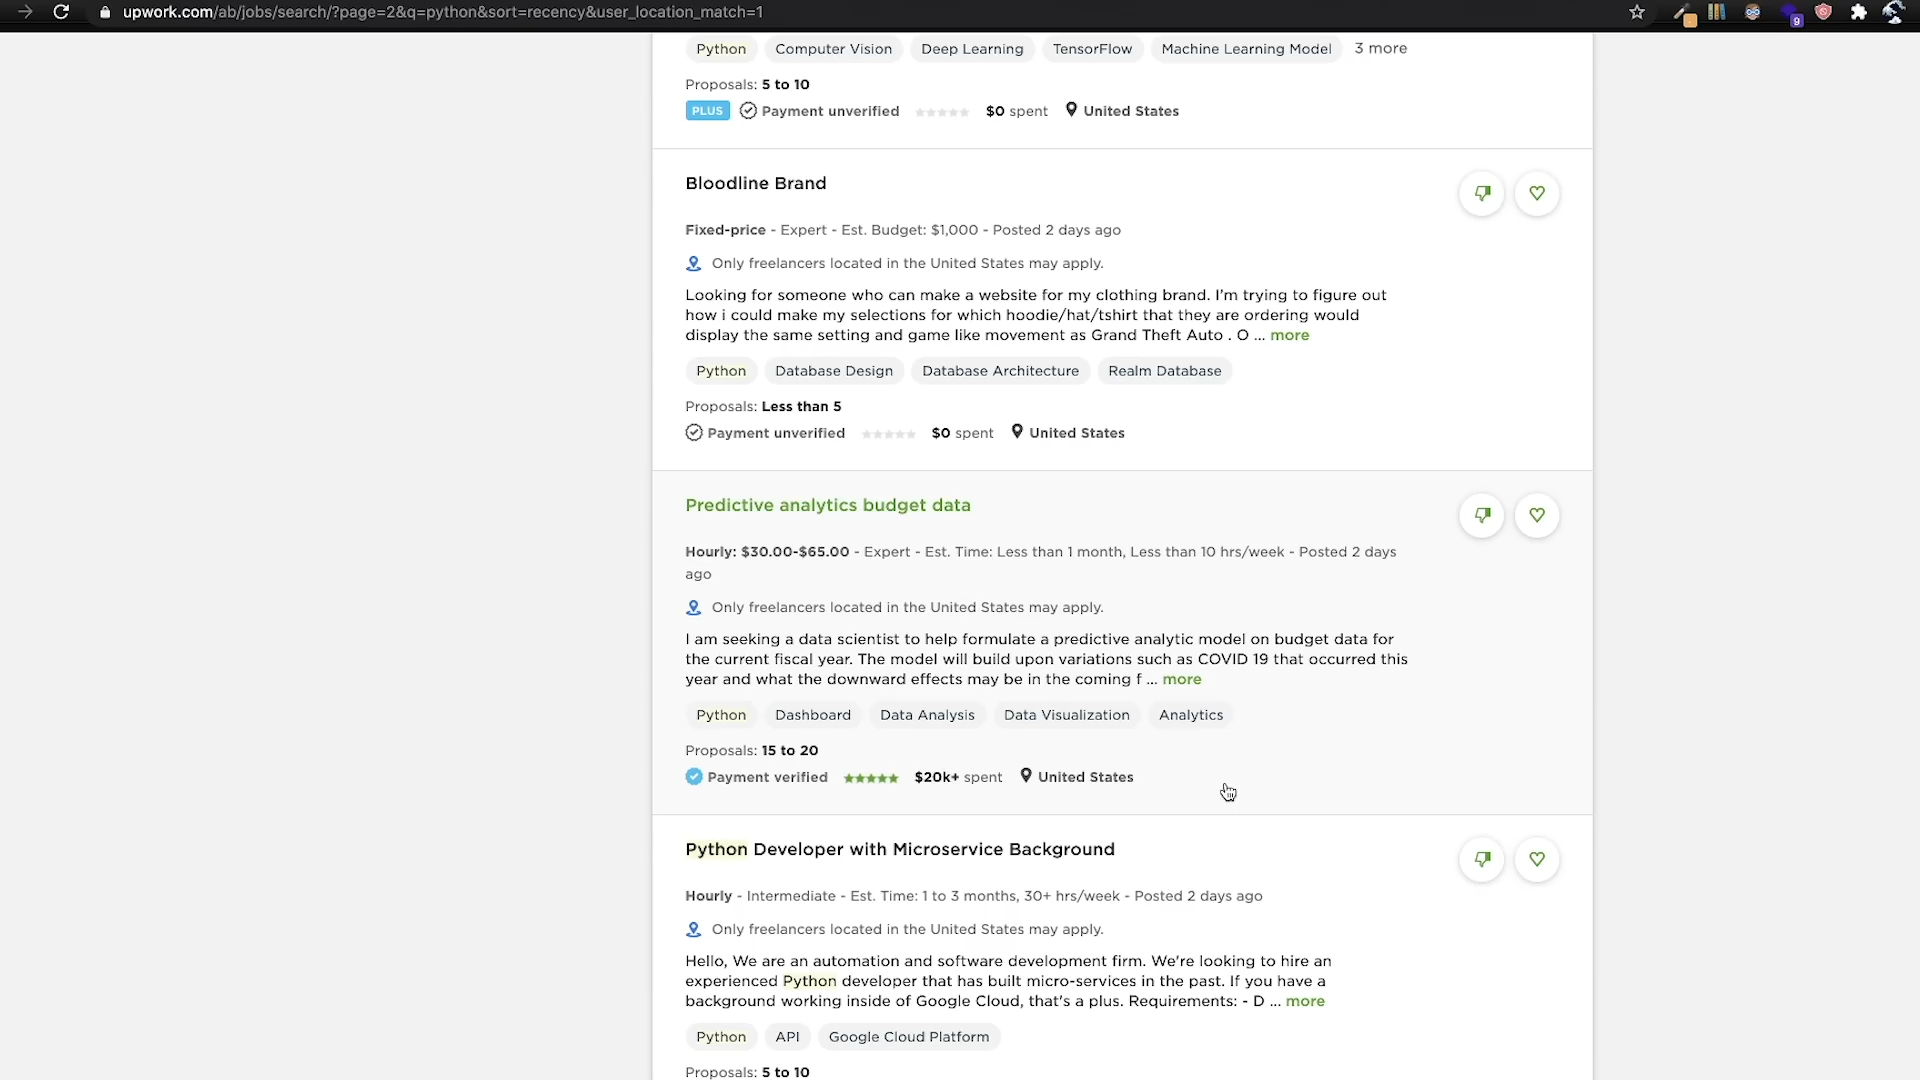 upwork.com/ab/jobs/search/?page=2&q=python&sort=recency&user_location_match=1
9
Python Computer Vision Deep Learning TensorFlow Machine Learning Model 3 more
Proposals: 5 to 10
PLUS Payment unverified $0 spent United States
Bloodline Brand
Fixed-price - Expert - Est. Budget: $1,000 - Posted 2 days ago
Only freelancers located in the United States may apply.
Looking for someone who can make a website for my clothing brand. I'm trying to figure out
how i could make my selections for which hoodie/hat/tshirt that they are ordering would
display the same setting and game like movement as Grand Theft Auto . O ... more
Python Database Design Database Architecture Realm Database
Proposals: Less than 5
Payment unverified $0 spent United States
Predictive analytics budget data
Hourly: $30.00-$65.00 - Expert - Est. Time: Less than 1 month, Less than 10 hrs/week - Posted 2 days
ago
Only freelancers located in the United States may apply.
I am seeking a data scientist to help formulate a predictive analytic model on budget data for
the current fiscal year. The model will build upon variations such as COVID 19 that occurred this
year and what the downward effects may be in the coming f ... more
Python Dashboard Data Analysis Data Visualization Analytics
Proposals: 15 to 20
Payment verified $20k+ spent United States
Python Developer with Microservice Background
Hourly - Intermediate - Est. Time: 1 to 3 months, 30+ hrs/week - Posted 2 days ago
Only freelancers located in the United States may apply.
Hello, We are an automation and software development firm. We're looking to hire an
experienced Python developer that has built micro-services in the past. If you have a
background working inside of Google Cloud, that's a plus. Requirements: - D ... more
Python API Google Cloud Platform
Proposals: 5 to 10